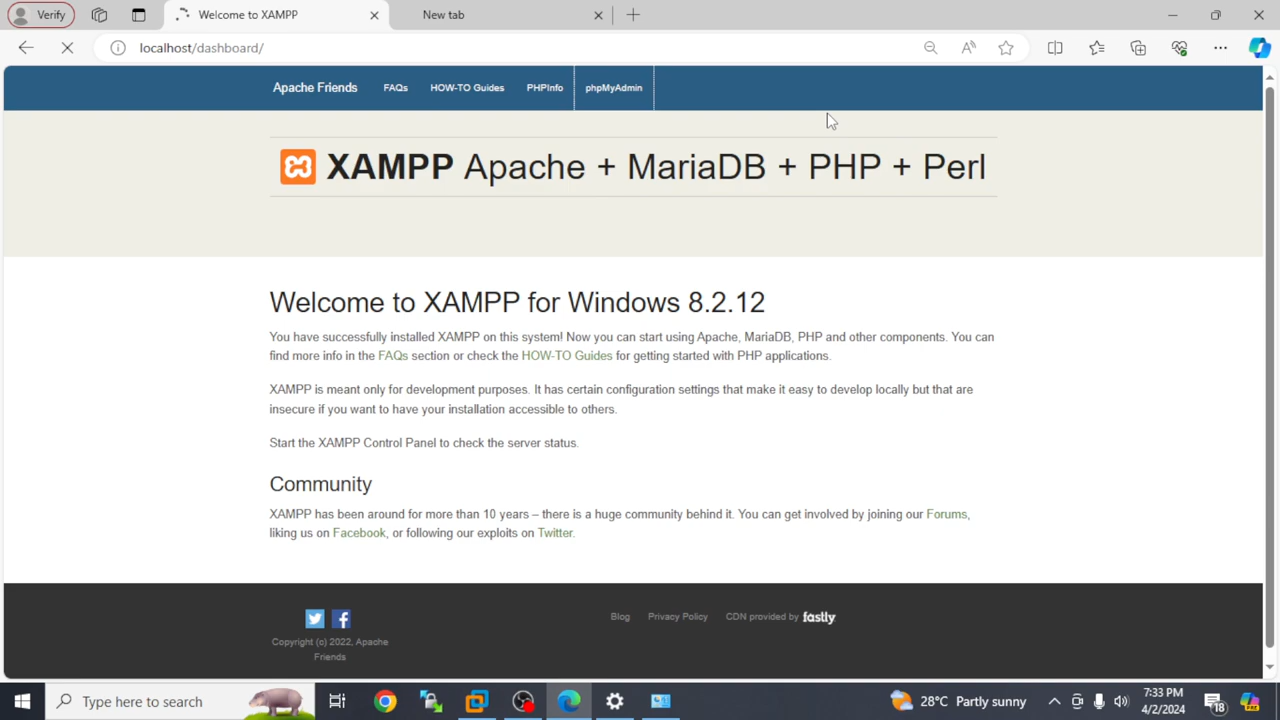 Verify
Welcome to XAMPP
New tab
localhost/dashboard/
Apache Friends
FAQs
HOW-TO Guides
PHPInfo
phpMyAdmin
XAMPP Apache + MariaDB + PHP + Perl
Welcome to XAMPP for Windows 8.2.12
You have successfully installed XAMPP on this system! Now you can start using Apache, MariaDB, PHP and other components. You can
find more info in the FAQs section or check the HOW-TO Guides for getting started with PHP applications.
XAMPP is meant only for development purposes. It has certain configuration settings that make it easy to develop locally but that are
insecure if you want to have your installation accessible to others.
Start the XAMPP Control Panel to check the server status.
Community
XAMPP has been around for more than 10 years – there is a huge community behind it. You can get involved by joining our Forums,
liking us on Facebook, or following our exploits on Twitter.
Blog
Privacy Policy
CDN provided by fastly
Copyright (c) 2022, Apache
Friends
Type here to search
28°C Partly sunny
7:33 PM
4/2/2024
18